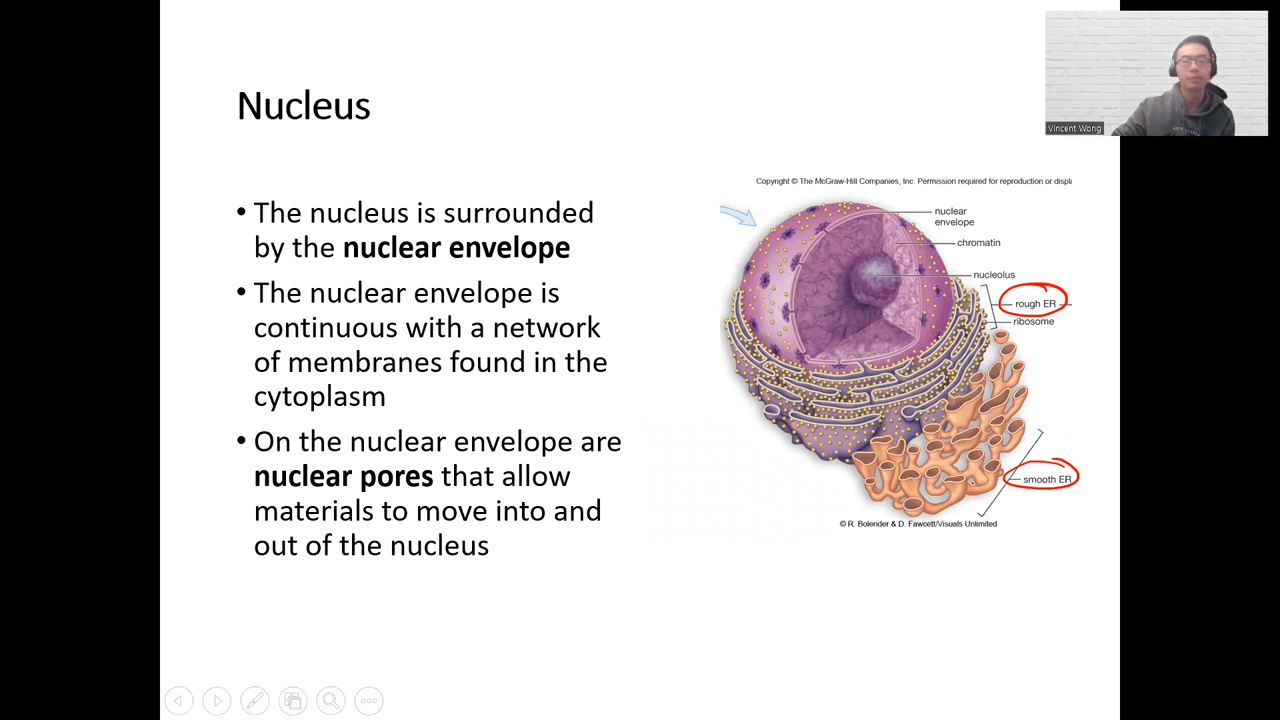 Nucleus
Vincent Wong
• The nucleus is surrounded
by the nuclear envelope
• The nuclear envelope is
continuous with a network
of membranes found in the
cytoplasm
• On the nuclear envelope are
nuclear pores that allow
materials to move into and
out of the nucleus
Copyright © The McGraw-Hill Companies, Inc. Permission required for reproduction or displ
nuclear
envelope
chromatin
nucleolus
rough ER
ribosome
smooth ER
© R. Bolender & D. Fawcett/Visuals Unlimited